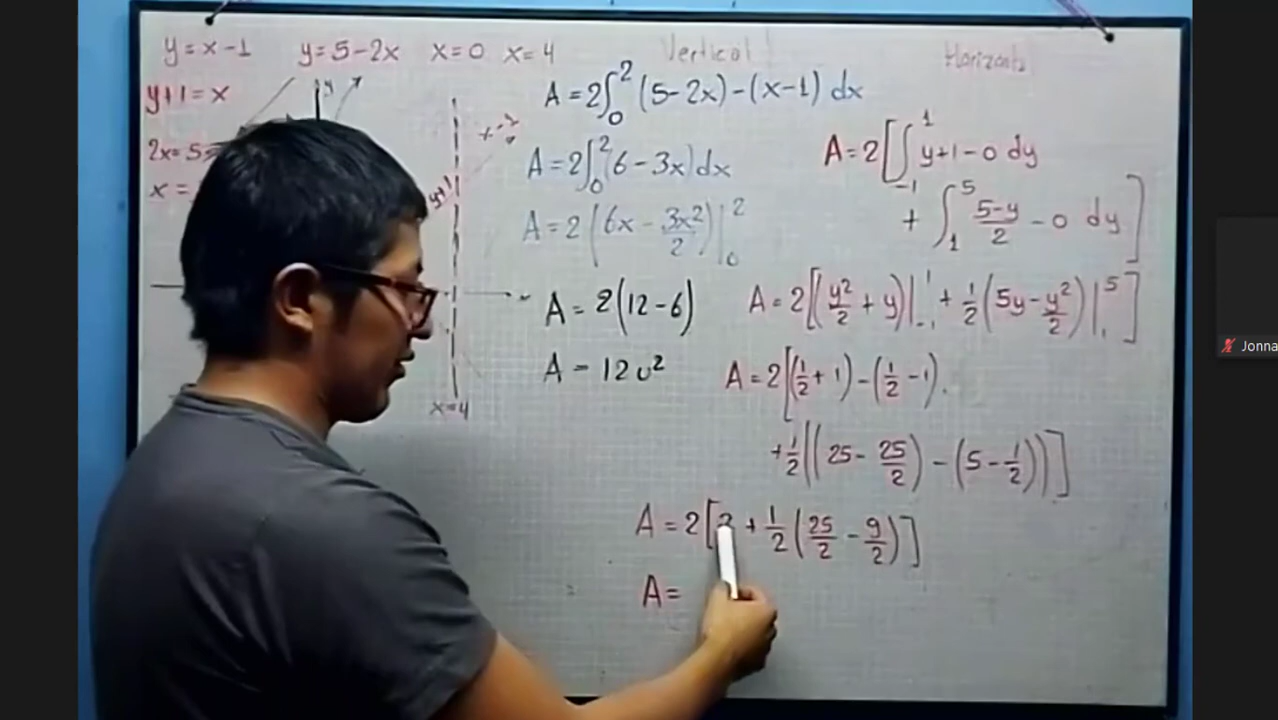 y = x - 1 y = 5 - 2x x = 0 x = 4
y + 1 = x
2x = 5 -
x =
y
y+1
x = 4
Vertical
A = 2∫₀² (5 - 2x) - (x - 1) dx
A = 2∫₀² (6 - 3x) dx
A = 2 (6x - 3x²/2)|₀²
A = 2(12 - 6)
A = 12 u²
A = 2[∫₋₁¹ y+1 - 0 dy
+ ∫₁⁵ (5-y)/2 - 0 dy]
A = 2[(y²/2 + y)|₋₁¹ + 1/2 (5y - y²/2)|₁⁵]
A = 2[(1/2 + 1) - (1/2 - 1)
+ 1/2((25 - 25/2) - (5 - 1/2))]
A = 2[2 + 1/2 (25/2 - 9/2)]
A =
Jonna